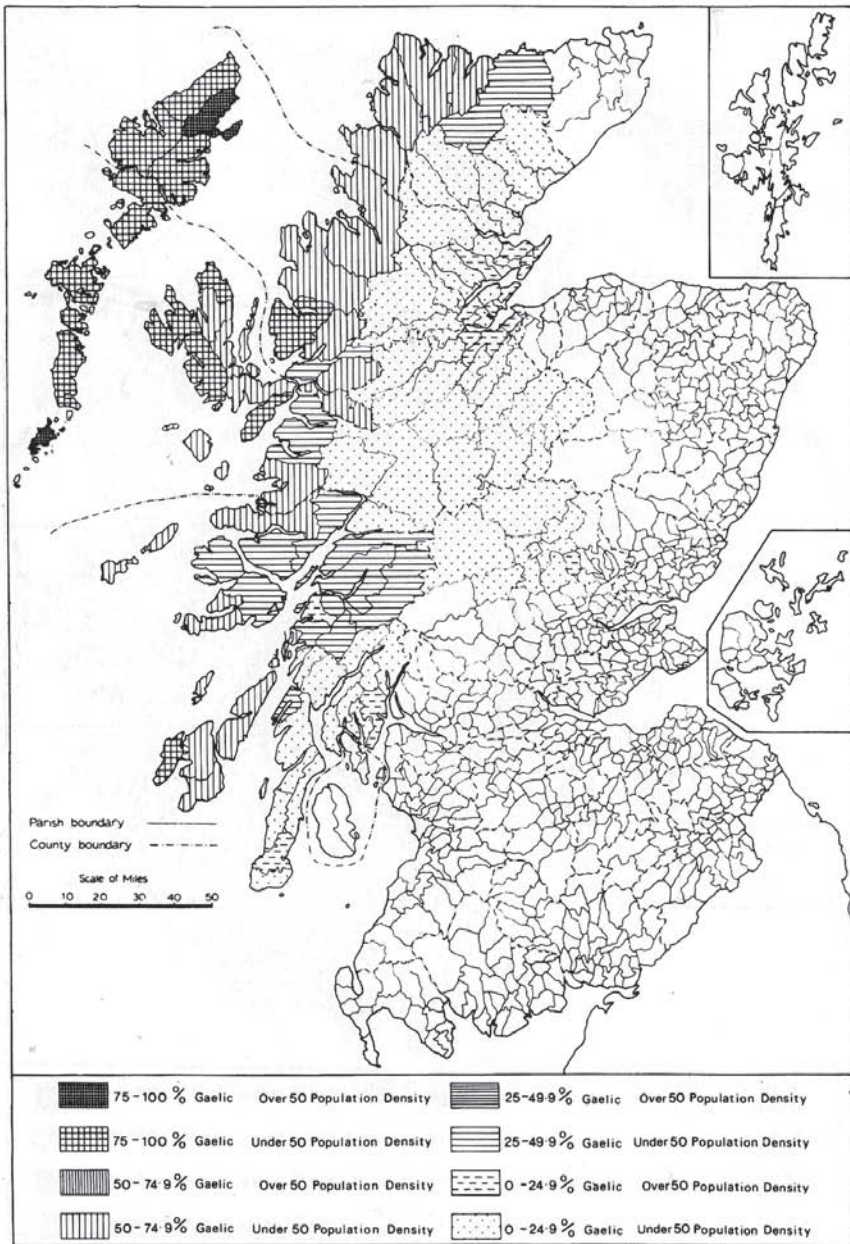 Parish boundary
County boundary
Scale of Miles
0 10 20 30 40 50
75-100% Gaelic Over 50 Population Density
75-100% Gaelic Under 50 Population Density
50-74·9% Gaelic Over 50 Population Density
50-74·9% Gaelic Under 50 Population Density
25-49·9% Gaelic Over 50 Population Density
25-49·9% Gaelic Under 50 Population Density
0-24·9% Gaelic Over 50 Population Density
0-24·9% Gaelic Under 50 Population Density